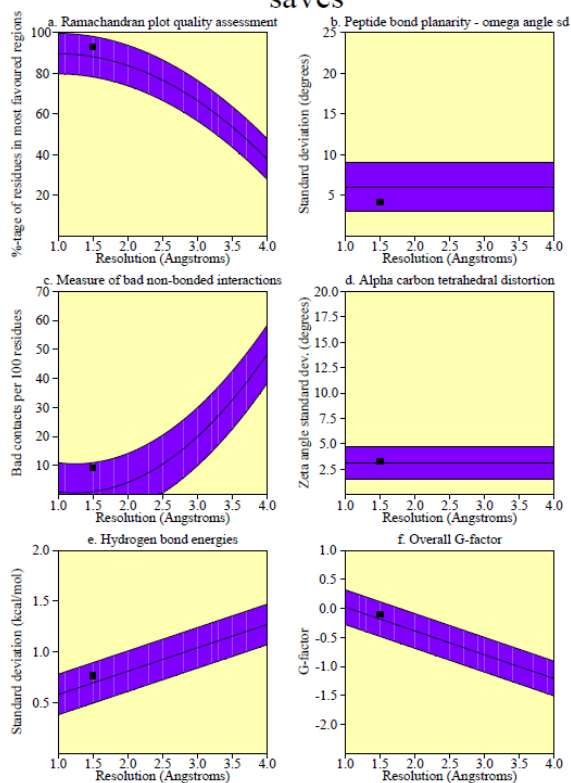 saves
a. Ramachandran plot quality assessment
%-tage of residues in most favoured regions
100
80
60
40
20
1.0 1.5 2.0 2.5 3.0 3.5 4.0
Resolution (Angstroms)
b. Peptide bond planarity - omega angle sd
Standard deviation (degrees)
25
20
15
10
5
1.0 1.5 2.0 2.5 3.0 3.5 4.0
Resolution (Angstroms)
c. Measure of bad non-bonded interactions
Bad contacts per 100 residues
70
60
50
40
30
20
10
1.0 1.5 2.0 2.5 3.0 3.5 4.0
Resolution (Angstroms)
d. Alpha carbon tetrahedral distortion
Zeta angle standard dev. (degrees)
20.0
17.5
15.0
12.5
10.0
7.5
5.0
2.5
1.0 1.5 2.0 2.5 3.0 3.5 4.0
Resolution (Angstroms)
e. Hydrogen bond energies
Standard deviation (kcal/mol)
2.0
1.5
1.0
0.5
1.0 1.5 2.0 2.5 3.0 3.5 4.0
Resolution (Angstroms)
f. Overall G-factor
G-factor
1.0
0.5
0.0
-0.5
-1.0
-1.5
-2.0
1.0 1.5 2.0 2.5 3.0 3.5 4.0
Resolution (Angstroms)